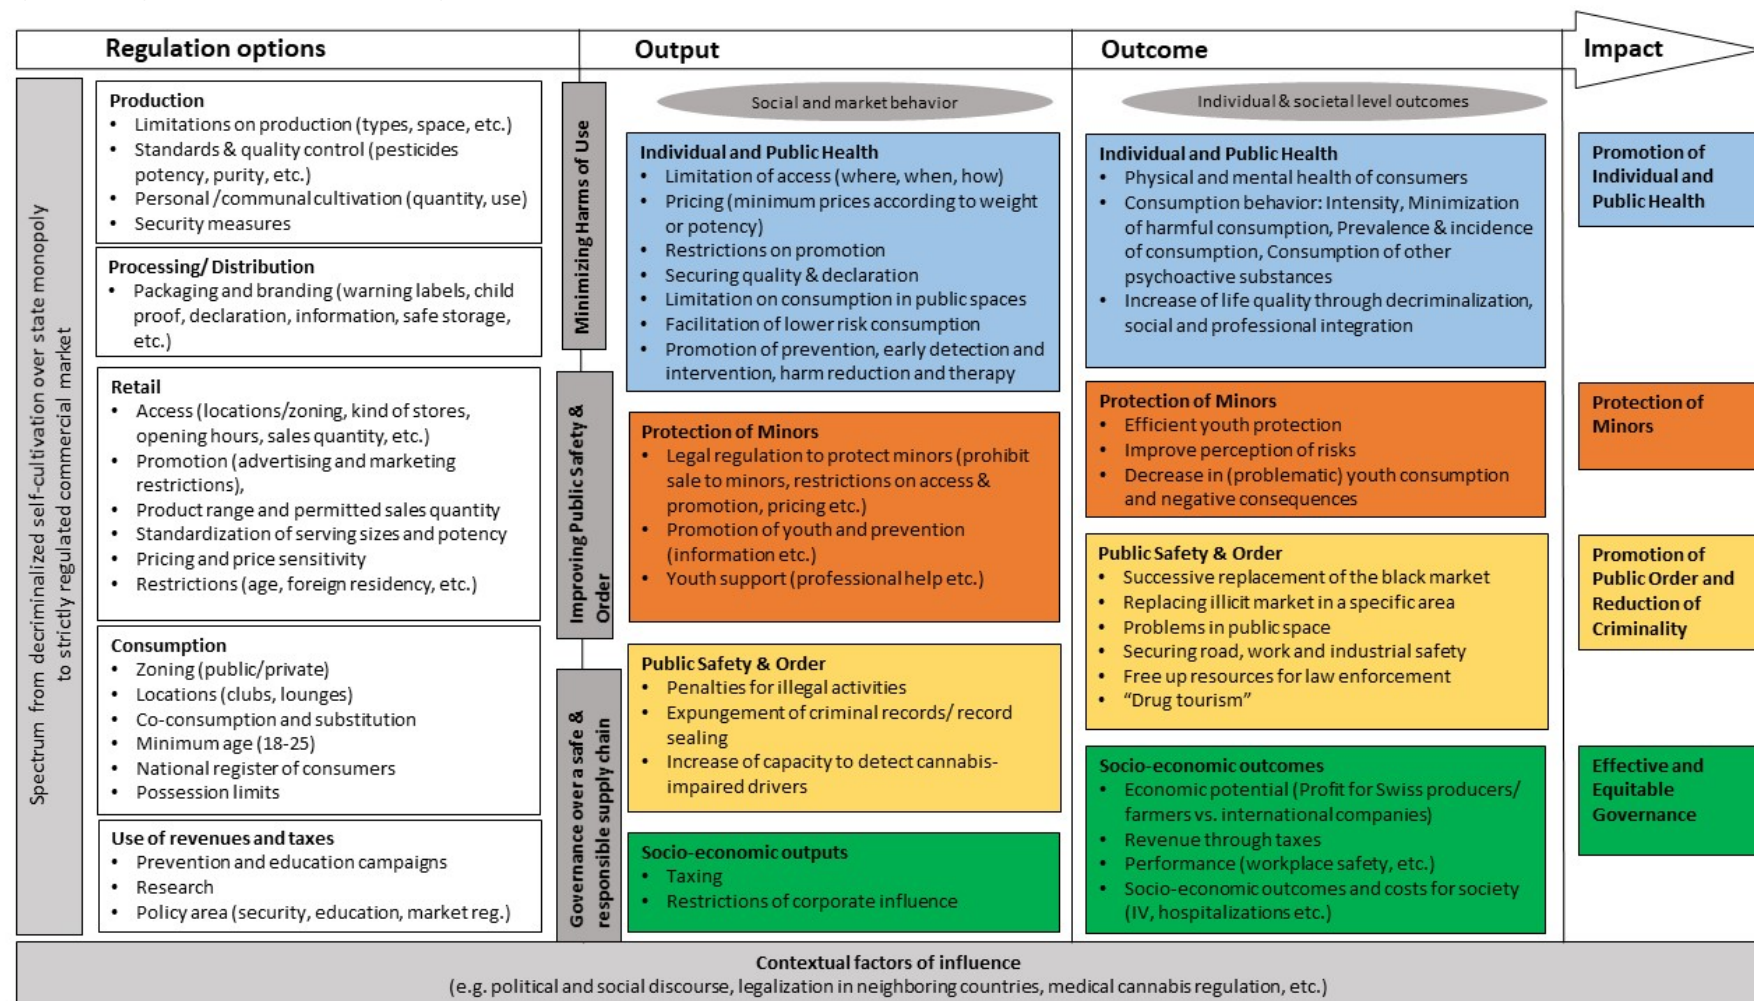 Regulation options
Output
Outcome
Impact
Spectrum from decriminalized self-cultivation over state monopoly
to strictly regulated commercial market
Production
• Limitations on production (types, space, etc.)
• Standards & quality control (pesticides
potency, purity, etc.)
• Personal /communal cultivation (quantity, use)
• Security measures
Processing/ Distribution
• Packaging and branding (warning labels, child
proof, declaration, information, safe storage,
etc.)
Retail
• Access (locations/zoning, kind of stores,
opening hours, sales quantity, etc.)
• Promotion (advertising and marketing
restrictions),
• Product range and permitted sales quantity
• Standardization of serving sizes and potency
• Pricing and price sensitivity
• Restrictions (age, foreign residency, etc.)
Consumption
• Zoning (public/private)
• Locations (clubs, lounges)
• Co-consumption and substitution
• Minimum age (18-25)
• National register of consumers
• Possession limits
Use of revenues and taxes
• Prevention and education campaigns
• Research
• Policy area (security, education, market reg.)
Minimizing Harms of Use
Improving Public Safety &
Order
Governance over a safe &
responsible supply chain
Social and market behavior
Individual and Public Health
• Limitation of access (where, when, how)
• Pricing (minimum prices according to weight
or potency)
• Restrictions on promotion
• Securing quality & declaration
• Limitation on consumption in public spaces
• Facilitation of lower risk consumption
• Promotion of prevention, early detection and
intervention, harm reduction and therapy
Protection of Minors
• Legal regulation to protect minors (prohibit
sale to minors, restrictions on access &
promotion, pricing etc.)
• Promotion of youth and prevention
(information etc.)
• Youth support (professional help etc.)
Public Safety & Order
• Penalties for illegal activities
• Expungement of criminal records/ record
sealing
• Increase of capacity to detect cannabis-
impaired drivers
Socio-economic outputs
• Taxing
• Restrictions of corporate influence
Individual & societal level outcomes
Individual and Public Health
• Physical and mental health of consumers
• Consumption behavior: Intensity, Minimization
of harmful consumption, Prevalence & incidence
of consumption, Consumption of other
psychoactive substances
• Increase of life quality through decriminalization,
social and professional integration
Protection of Minors
• Efficient youth protection
• Improve perception of risks
• Decrease in (problematic) youth consumption
and negative consequences
Public Safety & Order
• Successive replacement of the black market
• Replacing illicit market in a specific area
• Problems in public space
• Securing road, work and industrial safety
• Free up resources for law enforcement
• “Drug tourism”
Socio-economic outcomes
• Economic potential (Profit for Swiss producers/
farmers vs. international companies)
• Revenue through taxes
• Performance (workplace safety, etc.)
• Socio-economic outcomes and costs for society
(IV, hospitalizations etc.)
Promotion of
Individual and
Public Health
Protection of
Minors
Promotion of
Public Order and
Reduction of
Criminality
Effective and
Equitable
Governance
Contextual factors of influence
(e.g. political and social discourse, legalization in neighboring countries, medical cannabis regulation, etc.)